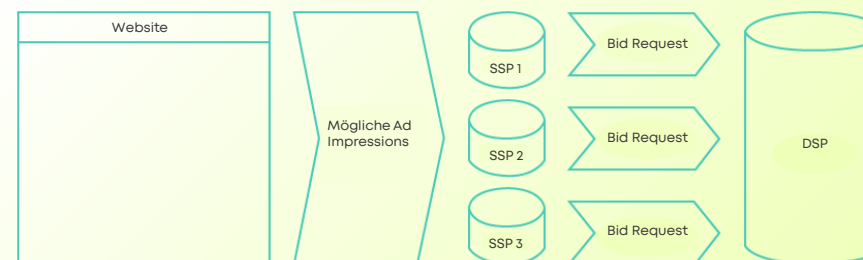 Website
Mögliche Ad
Impressions
SSP 1
Bid Request
SSP 2
Bid Request
SSP 3
Bid Request
DSP